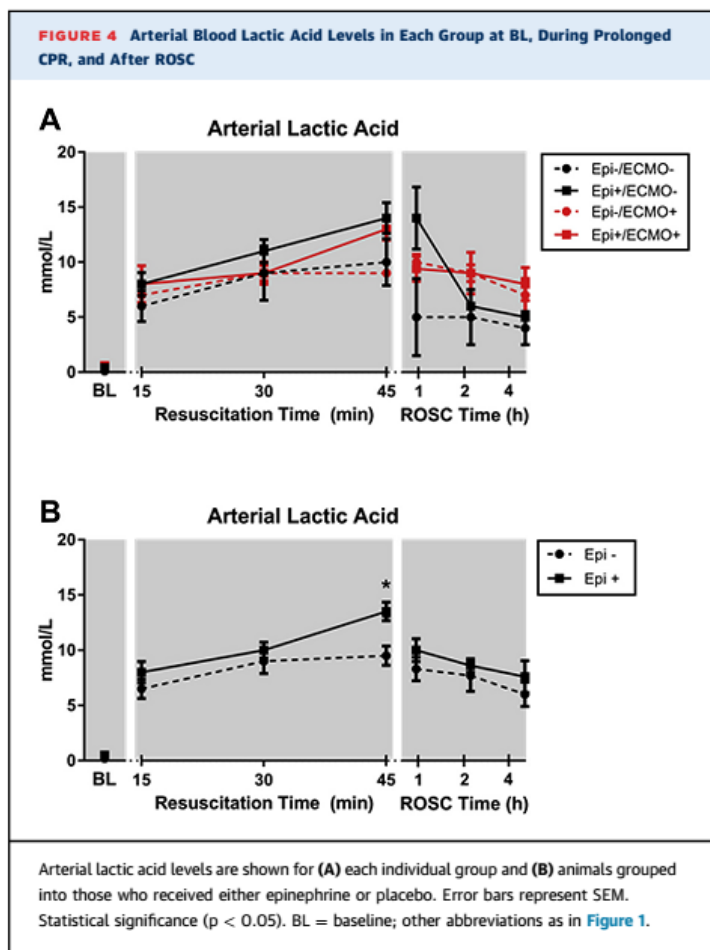 FIGURE 4 Arterial Blood Lactic Acid Levels in Each Group at BL, During Prolonged
CPR, and After ROSC
A
Arterial Lactic Acid
20
15
10
5
0
mmol/L
BL
15
30
45
1
2
4
Resuscitation Time (min)
ROSC Time (h)
Epi-/ECMO-
Epi+/ECMO-
Epi-/ECMO+
Epi+/ECMO+
B
Arterial Lactic Acid
20
15
10
5
0
mmol/L
*
BL
15
30
45
1
2
4
Resuscitation Time (min)
ROSC Time (h)
Epi -
Epi +
Arterial lactic acid levels are shown for (A) each individual group and (B) animals grouped
into those who received either epinephrine or placebo. Error bars represent SEM.
Statistical significance (p < 0.05). BL = baseline; other abbreviations as in Figure 1.